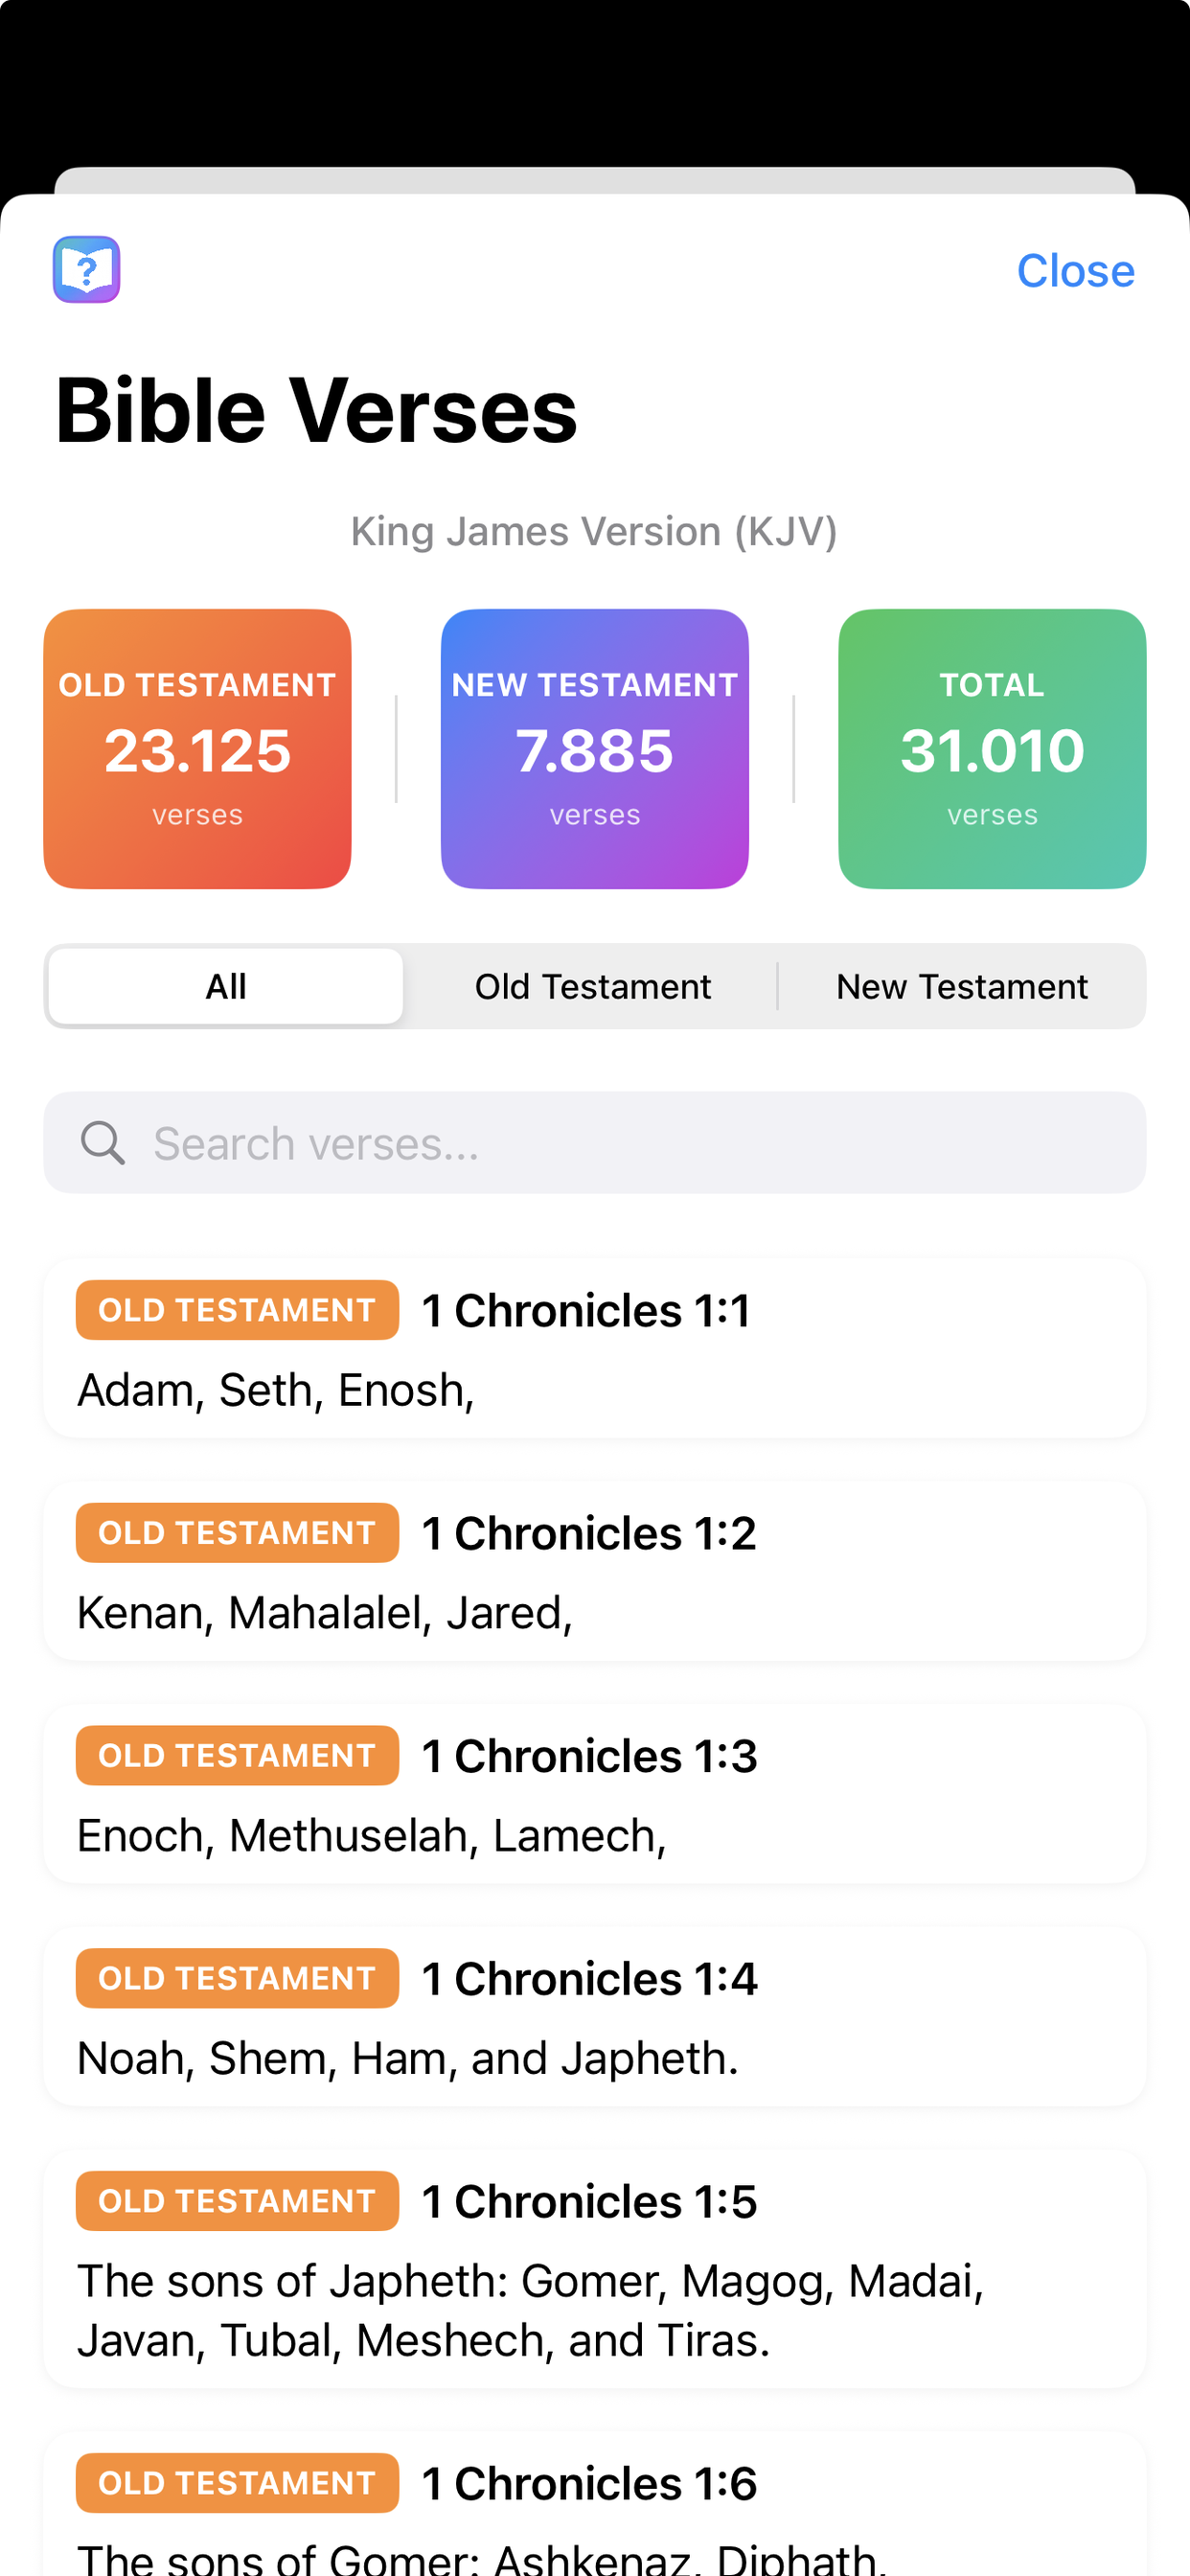 ?
Close
Bible Verses
King James Version (KJV)
OLD TESTAMENT
23.125
verses
NEW TESTAMENT
7.885
verses
TOTAL
31.010
verses
All
Old Testament
New Testament
Search verses...
OLD TESTAMENT 1 Chronicles 1:1
Adam, Seth, Enosh,
OLD TESTAMENT 1 Chronicles 1:2
Kenan, Mahalalel, Jared,
OLD TESTAMENT 1 Chronicles 1:3
Enoch, Methuselah, Lamech,
OLD TESTAMENT 1 Chronicles 1:4
Noah, Shem, Ham, and Japheth.
OLD TESTAMENT 1 Chronicles 1:5
The sons of Japheth: Gomer, Magog, Madai,
Javan, Tubal, Meshech, and Tiras.
OLD TESTAMENT 1 Chronicles 1:6
The sons of Gomer: Ashkenaz, Diphath,